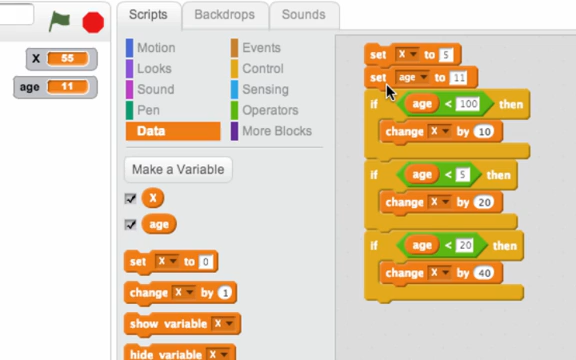 Scripts Backdrops Sounds
X 55
age 11
Motion Events
Looks Control
Sound Sensing
Pen Operators
Data More Blocks
Make a Variable
X
age
set X to 0
change X by 1
show variable X
hide variable X
set X to 5
set age to 11
if age < 100 then
change X by 10
if age < 5 then
change X by 20
if age < 20 then
change X by 40